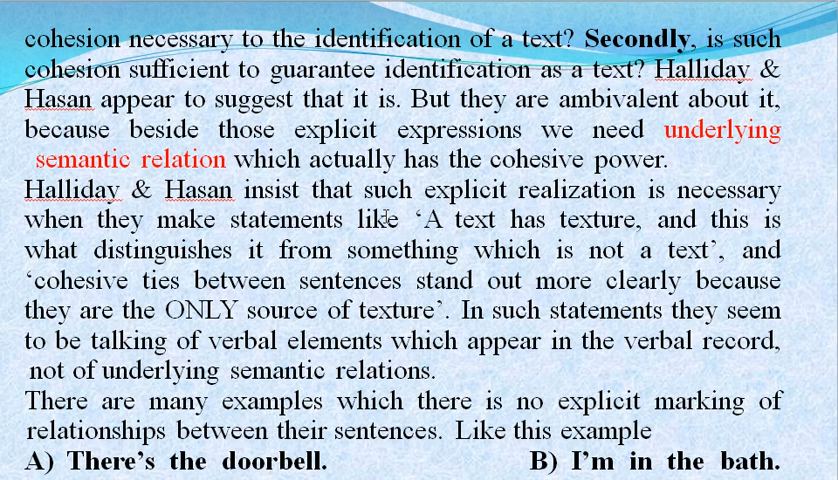 cohesion necessary to the identification of a text? Secondly, is such
cohesion sufficient to guarantee identification as a text? Halliday &
Hasan appear to suggest that it is. But they are ambivalent about it,
because beside those explicit expressions we need underlying
semantic relation which actually has the cohesive power.
Halliday & Hasan insist that such explicit realization is necessary
when they make statements like ‘A text has texture, and this is
what distinguishes it from something which is not a text’, and
‘cohesive ties between sentences stand out more clearly because
they are the ONLY source of texture’. In such statements they seem
to be talking of verbal elements which appear in the verbal record,
not of underlying semantic relations.
There are many examples which there is no explicit marking of
relationships between their sentences. Like this example
A) There’s the doorbell. B) I’m in the bath.